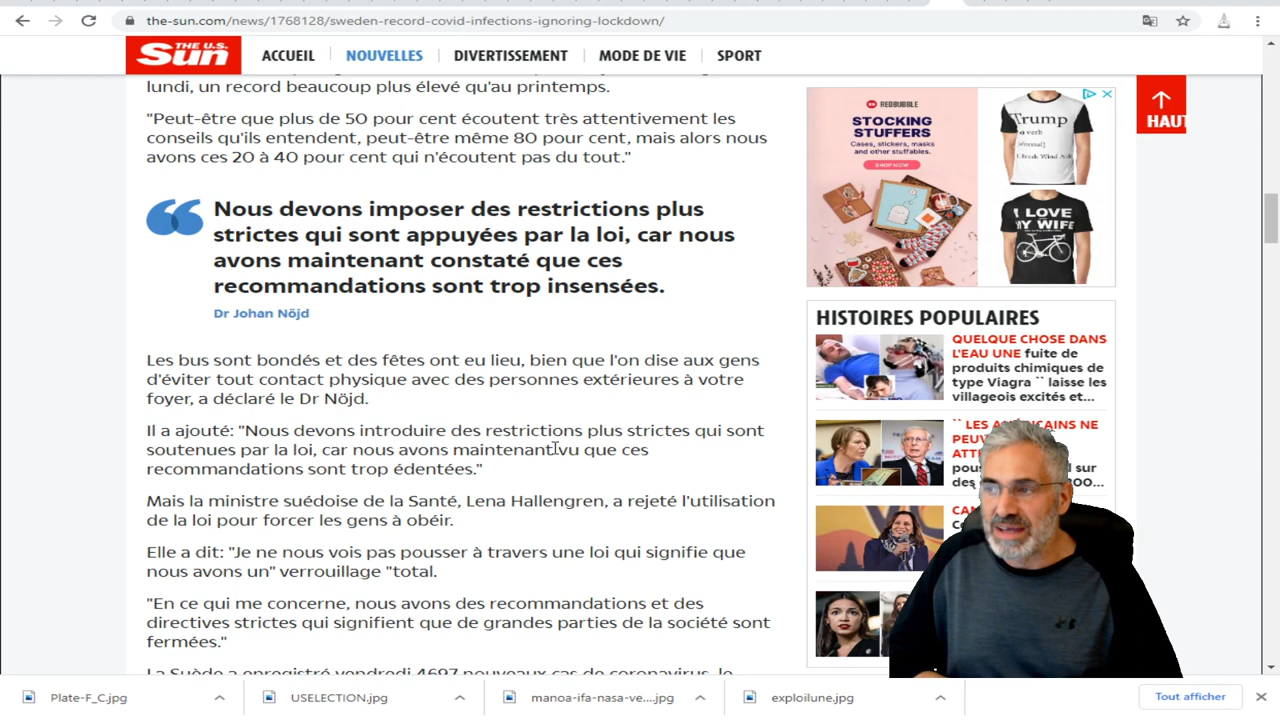 the-sun.com/news/1768128/sweden-record-covid-infections-ignoring-lockdown/
THE U.S.
Sun
ACCUEIL
NOUVELLES
DIVERTISSEMENT
MODE DE VIE
SPORT
lundi, un record beaucoup plus élevé qu'au printemps.
"Peut-être que plus de 50 pour cent écoutent très attentivement les
conseils qu'ils entendent, peut-être même 80 pour cent, mais alors nous
avons ces 20 à 40 pour cent qui n'écoutent pas du tout."
Nous devons imposer des restrictions plus
strictes qui sont appuyées par la loi, car nous
avons maintenant constaté que ces
recommandations sont trop insensées.
Dr Johan Nöjd
Les bus sont bondés et des fêtes ont eu lieu, bien que l'on dise aux gens
d'éviter tout contact physique avec des personnes extérieures à votre
foyer, a déclaré le Dr Nöjd.
Il a ajouté: "Nous devons introduire des restrictions plus strictes qui sont
soutenues par la loi, car nous avons maintenant vu que ces
recommandations sont trop édentées."
Mais la ministre suédoise de la Santé, Lena Hallengren, a rejeté l'utilisation
de la loi pour forcer les gens à obéir.
Elle a dit: "Je ne nous vois pas pousser à travers une loi qui signifie que
nous avons un" verrouillage "total.
"En ce qui me concerne, nous avons des recommandations et des
directives strictes qui signifient que de grandes parties de la société sont
fermées."
La Suède a enregistré vendredi 4697 nouveaux cas de coronavirus, le
REDBUBBLE
STOCKING
STUFFERS
Cases, stickers, masks
and other stuffables.
SHOP NOW
Trump
I LOVE
MY WIFE
HAUT
HISTOIRES POPULAIRES
QUELQUE CHOSE DANS
L'EAU UNE fuite de
produits chimiques de
type Viagra `` laisse les
villageois excités et...
`` LES AMÉRICAINS NE
Plate-F_C.jpg
USELECTION.jpg
manoa-ifa-nasa-ve....jpg
exploilune.jpg
Tout afficher